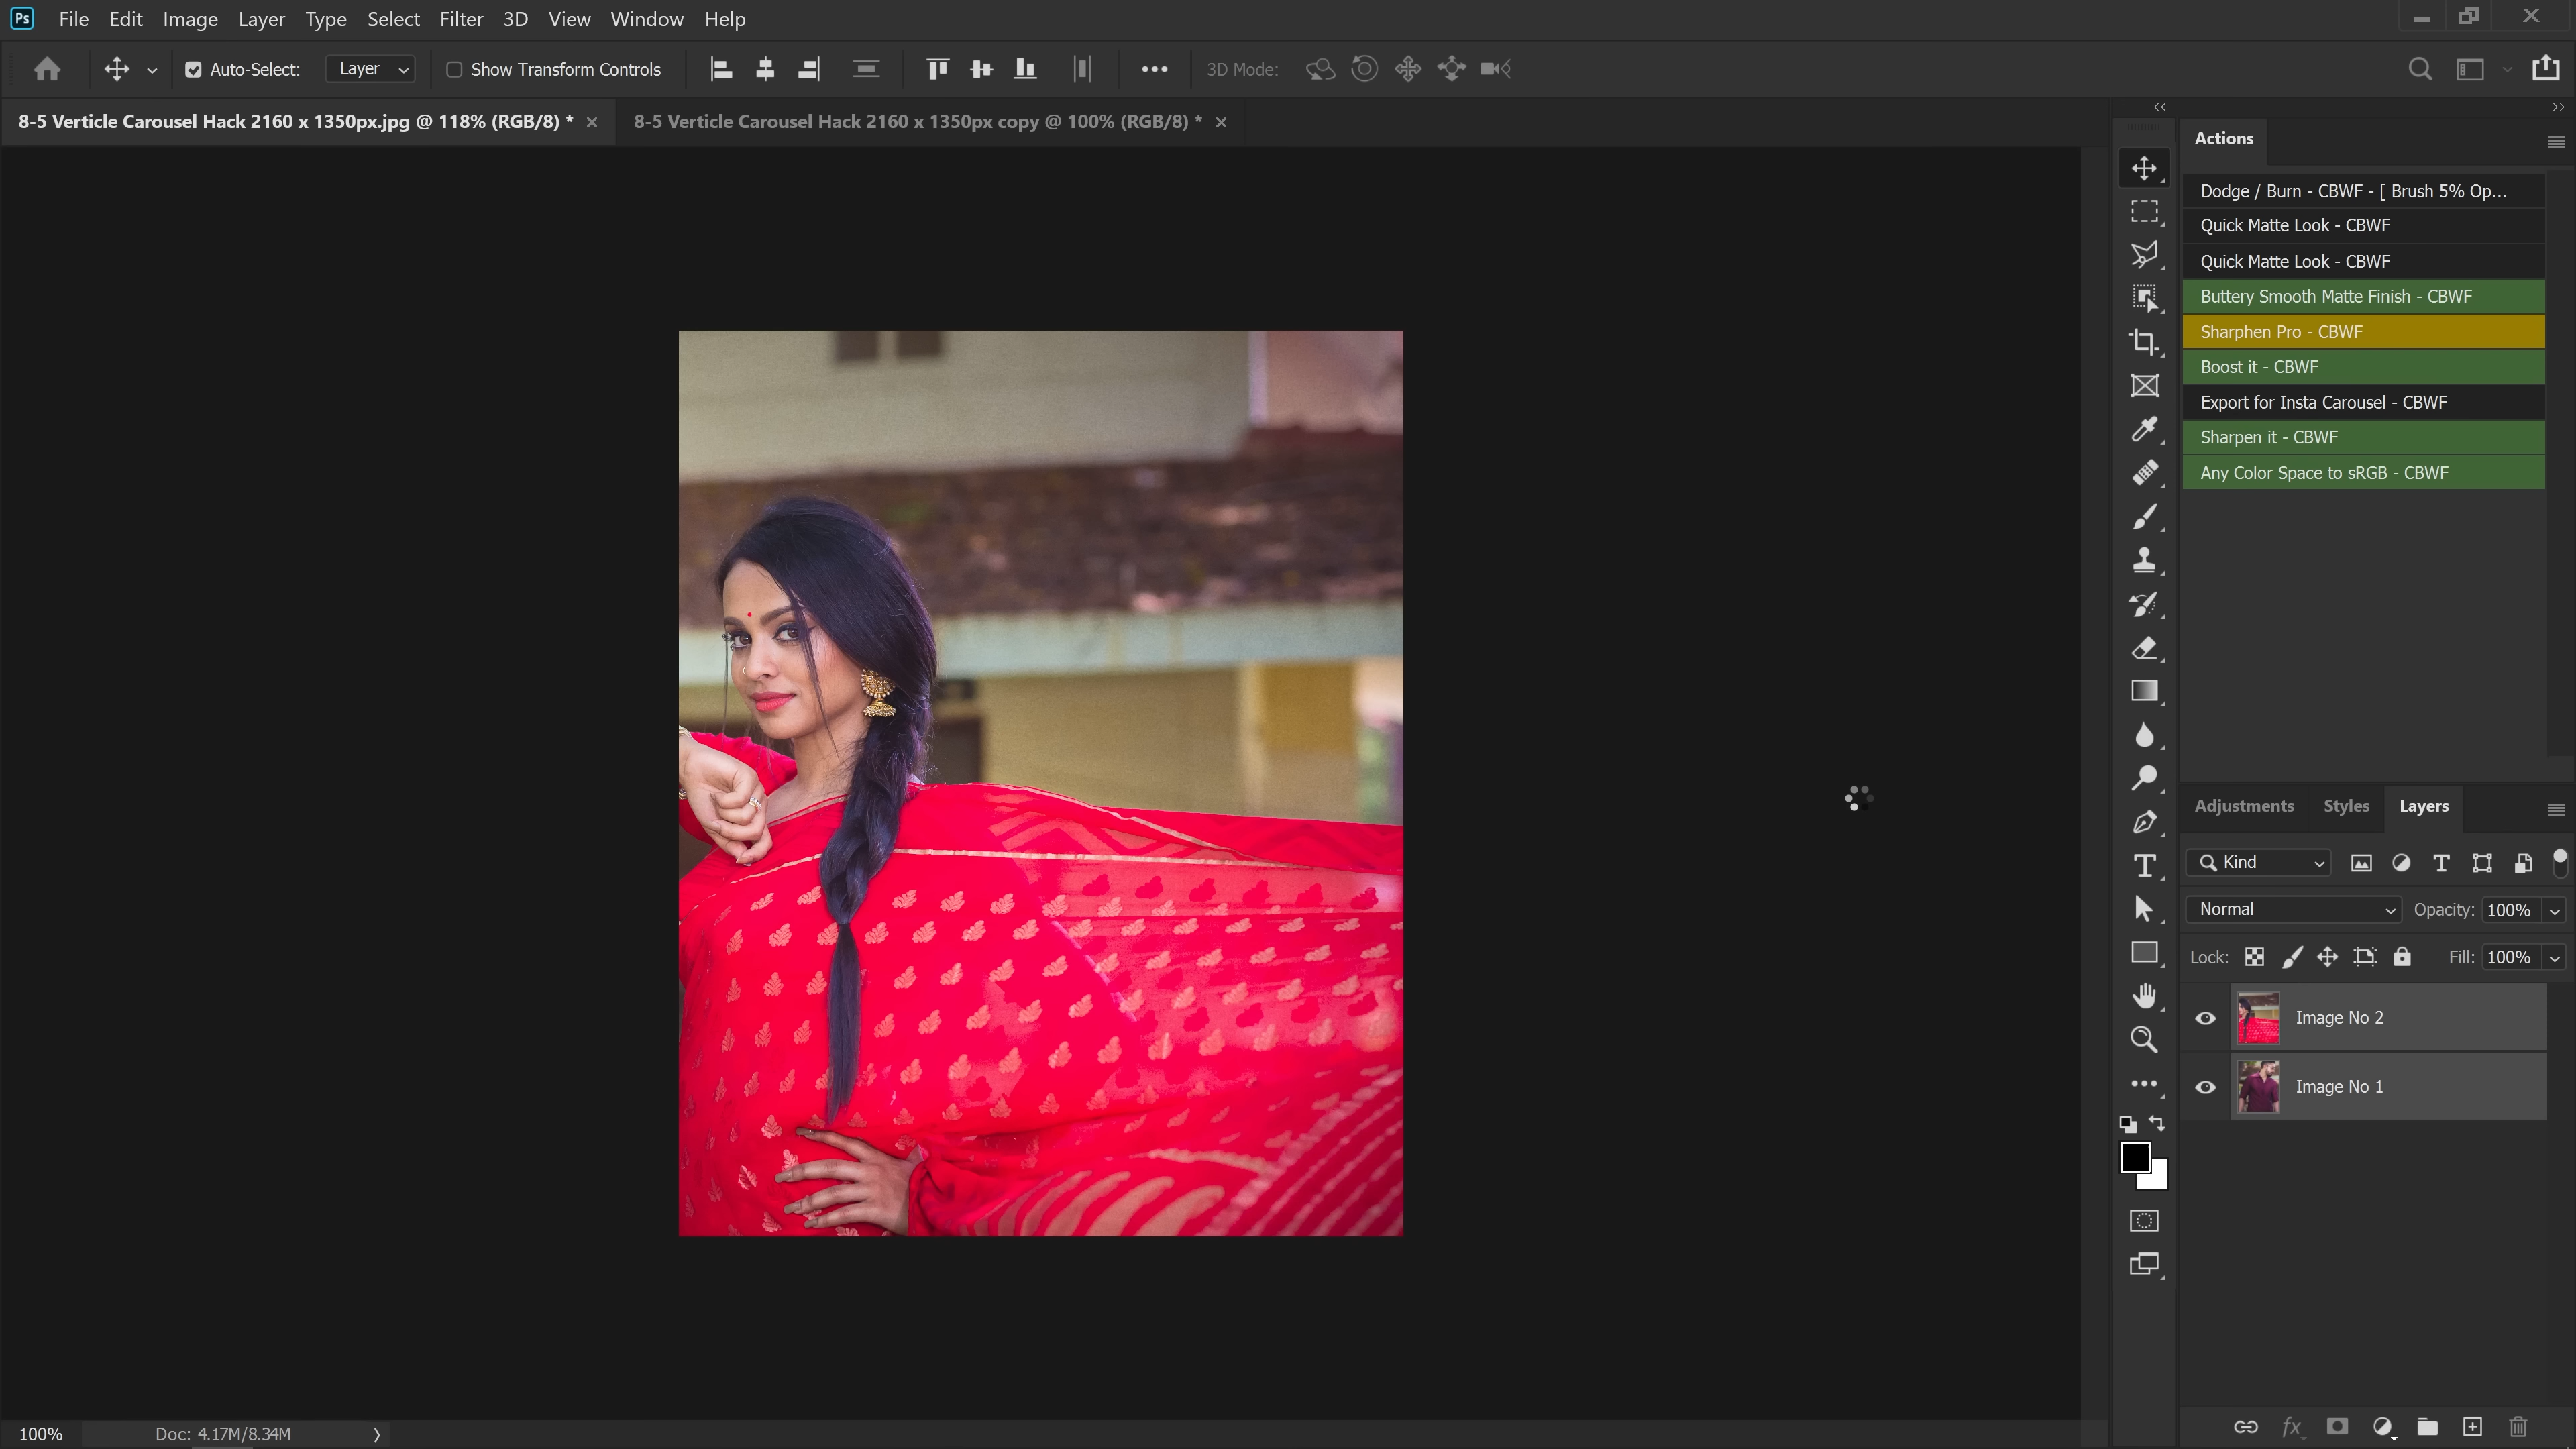 Ps File Edit Image Layer Type Select Filter 3D View Window Help
Auto-Select: Layer Show Transform Controls 3D Mode:
8-5 Verticle Carousel Hack 2160 x 1350px.jpg @ 118% (RGB/8) * 8-5 Verticle Carousel Hack 2160 x 1350px copy @ 100% (RGB/8) *
Actions
Dodge / Burn - CBWF - [ Brush 5% Op...
Quick Matte Look - CBWF
Quick Matte Look - CBWF
Buttery Smooth Matte Finish - CBWF
Sharphen Pro - CBWF
Boost it - CBWF
Export for Insta Carousel - CBWF
Sharpen it - CBWF
Any Color Space to sRGB - CBWF
Adjustments Styles Layers
Kind
Normal Opacity: 100%
Lock: Fill: 100%
Image No 2
Image No 1
fx
100% Doc: 4.17M/8.34M